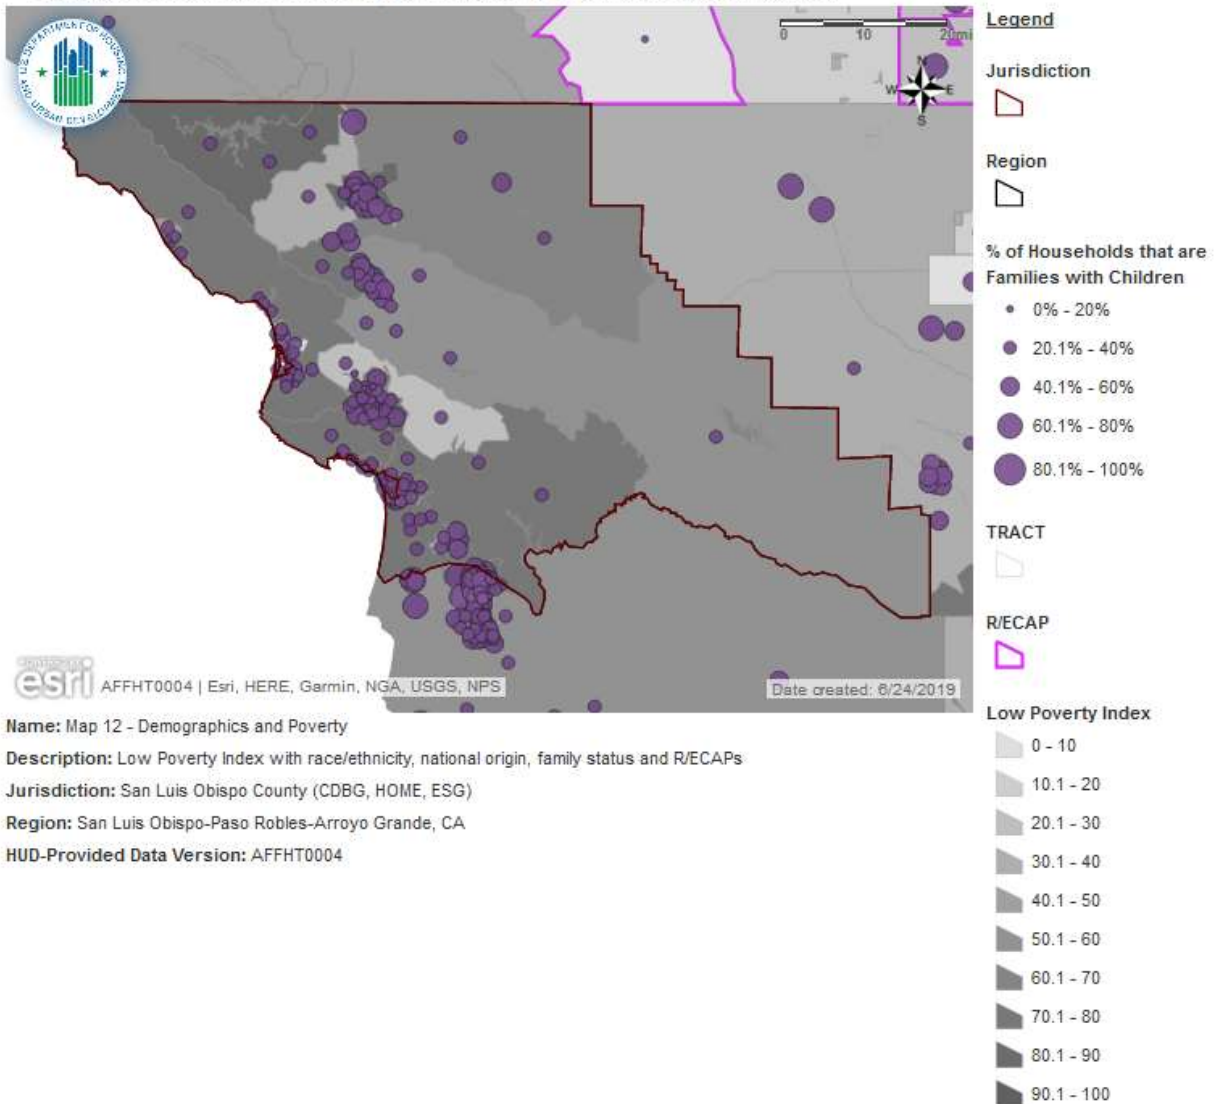 U.S. DEPARTMENT OF HOUSING
AND URBAN DEVELOPMENT
0 10 20mi
N
W E
S
esri
AFFHT0004 | Esri, HERE, Garmin, NGA, USGS, NPS
Date created: 6/24/2019
Name: Map 12 - Demographics and Poverty
Description: Low Poverty Index with race/ethnicity, national origin, family status and R/ECAPs
Jurisdiction: San Luis Obispo County (CDBG, HOME, ESG)
Region: San Luis Obispo-Paso Robles-Arroyo Grande, CA
HUD-Provided Data Version: AFFHT0004
Legend
Jurisdiction
Region
% of Households that are
Families with Children
0% - 20%
20.1% - 40%
40.1% - 60%
60.1% - 80%
80.1% - 100%
TRACT
R/ECAP
Low Poverty Index
0 - 10
10.1 - 20
20.1 - 30
30.1 - 40
40.1 - 50
50.1 - 60
60.1 - 70
70.1 - 80
80.1 - 90
90.1 - 100